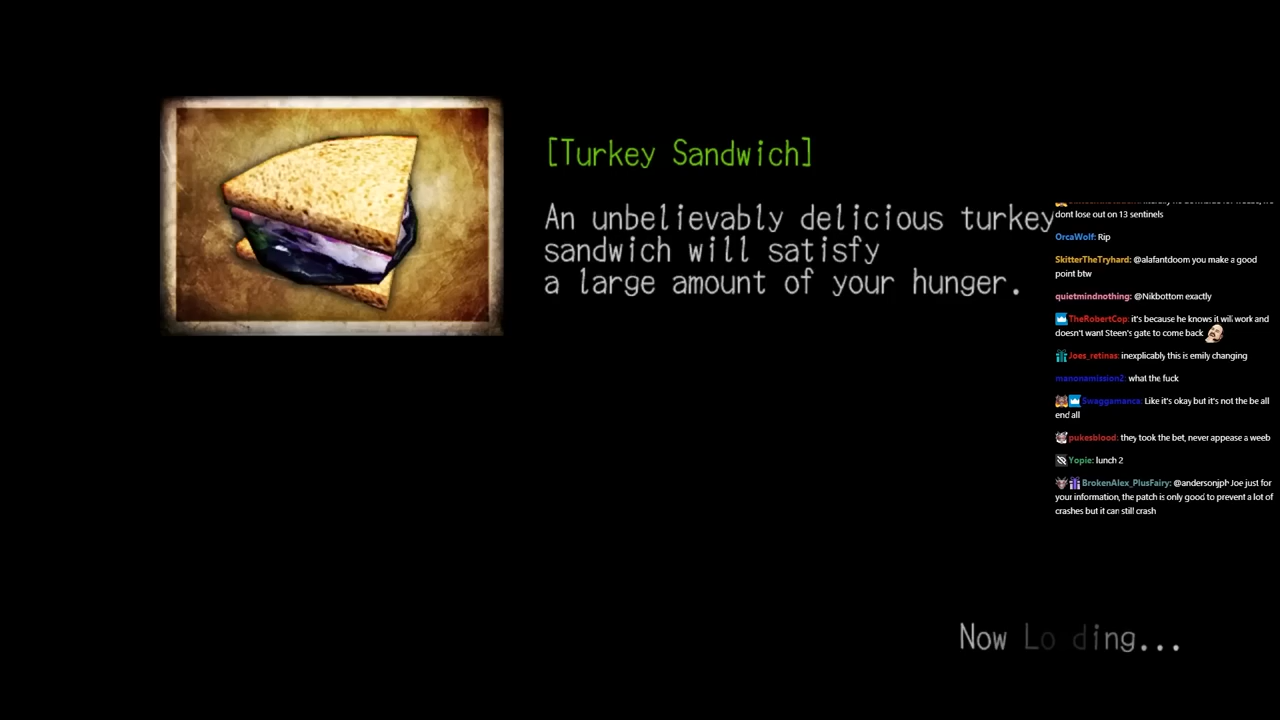 [Turkey Sandwich]
An unbelievably delicious turkey
sandwich will satisfy
a large amount of your hunger.
dont lose out on 13 sentinels
OrcaWolf: Rip
SkitterTheTryhard: @alafantdoom you make a good
point btw
quietmindnothing: @Nikbottom exactly
TheRobertCop: it's because he knows it will work and
doesn't want Steen's gate to come back
Joes_retinas: inexplicably this is emily changing
manonamission2: what the fuck
Swaggamanca: Like it's okay but it's not the be all
end all
pukesblood: they took the bet, never appease a weeb
Yopie: lunch 2
BrokenAlex_PlusFairy: @andersonjph Joe just for
your information, the patch is only good to prevent a lot of
crashes but it can still crash
Now Lo ding...